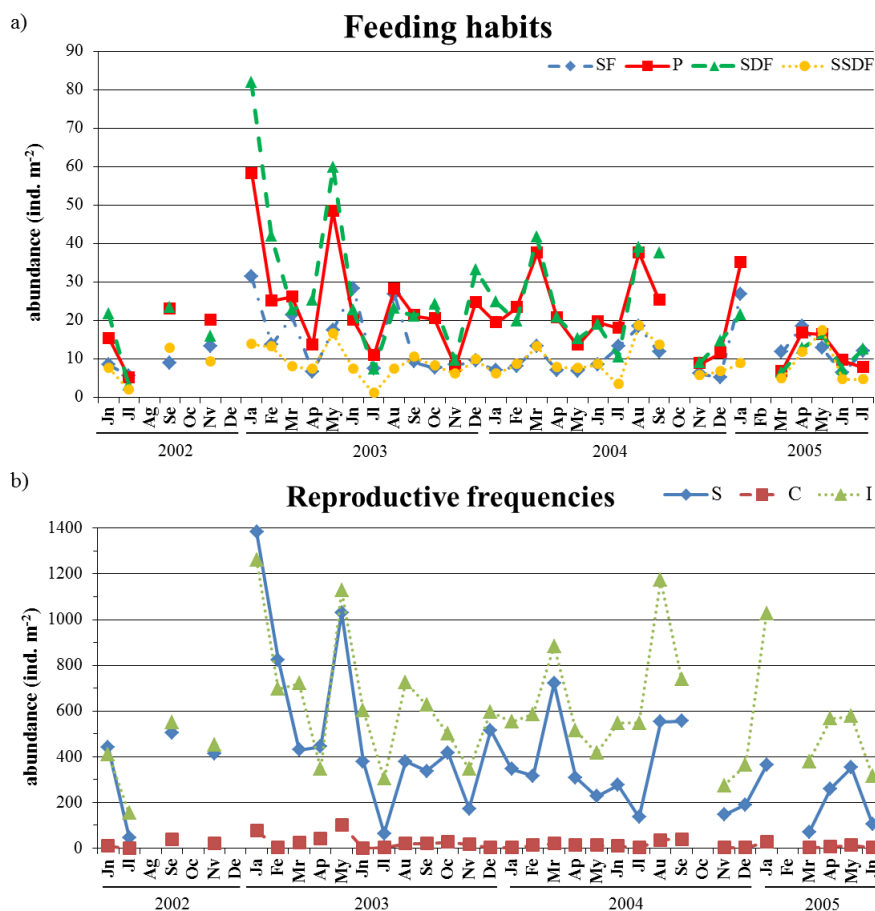 a)
Feeding habits
SF P SDF SSDF
90
80
70
60
50
40
30
20
10
0
abundance (ind. m-2)
Jn Jl Ag Se Oc Nv De Ja Fe Mr Ap My Jn Jl Au Se Oc Nv De Ja Fe Mr Ap My Jn Jl Au Se Oc Nv De Ja Fb Mr Ap My Jn Jl
2002 2003 2004 2005
b)
Reproductive frequencies
S C I
1400
1200
1000
800
600
400
200
0
abundance (ind. m-2)
Jn Jl Ag Se Oc Nv De Ja Fe Mr Ap My Jn Jl Au Se Oc Nv De Ja Fe Mr Ap My Jn Jl Au Se Oc Nv De Ja Fe Mr Ap My Jn
2002 2003 2004 2005